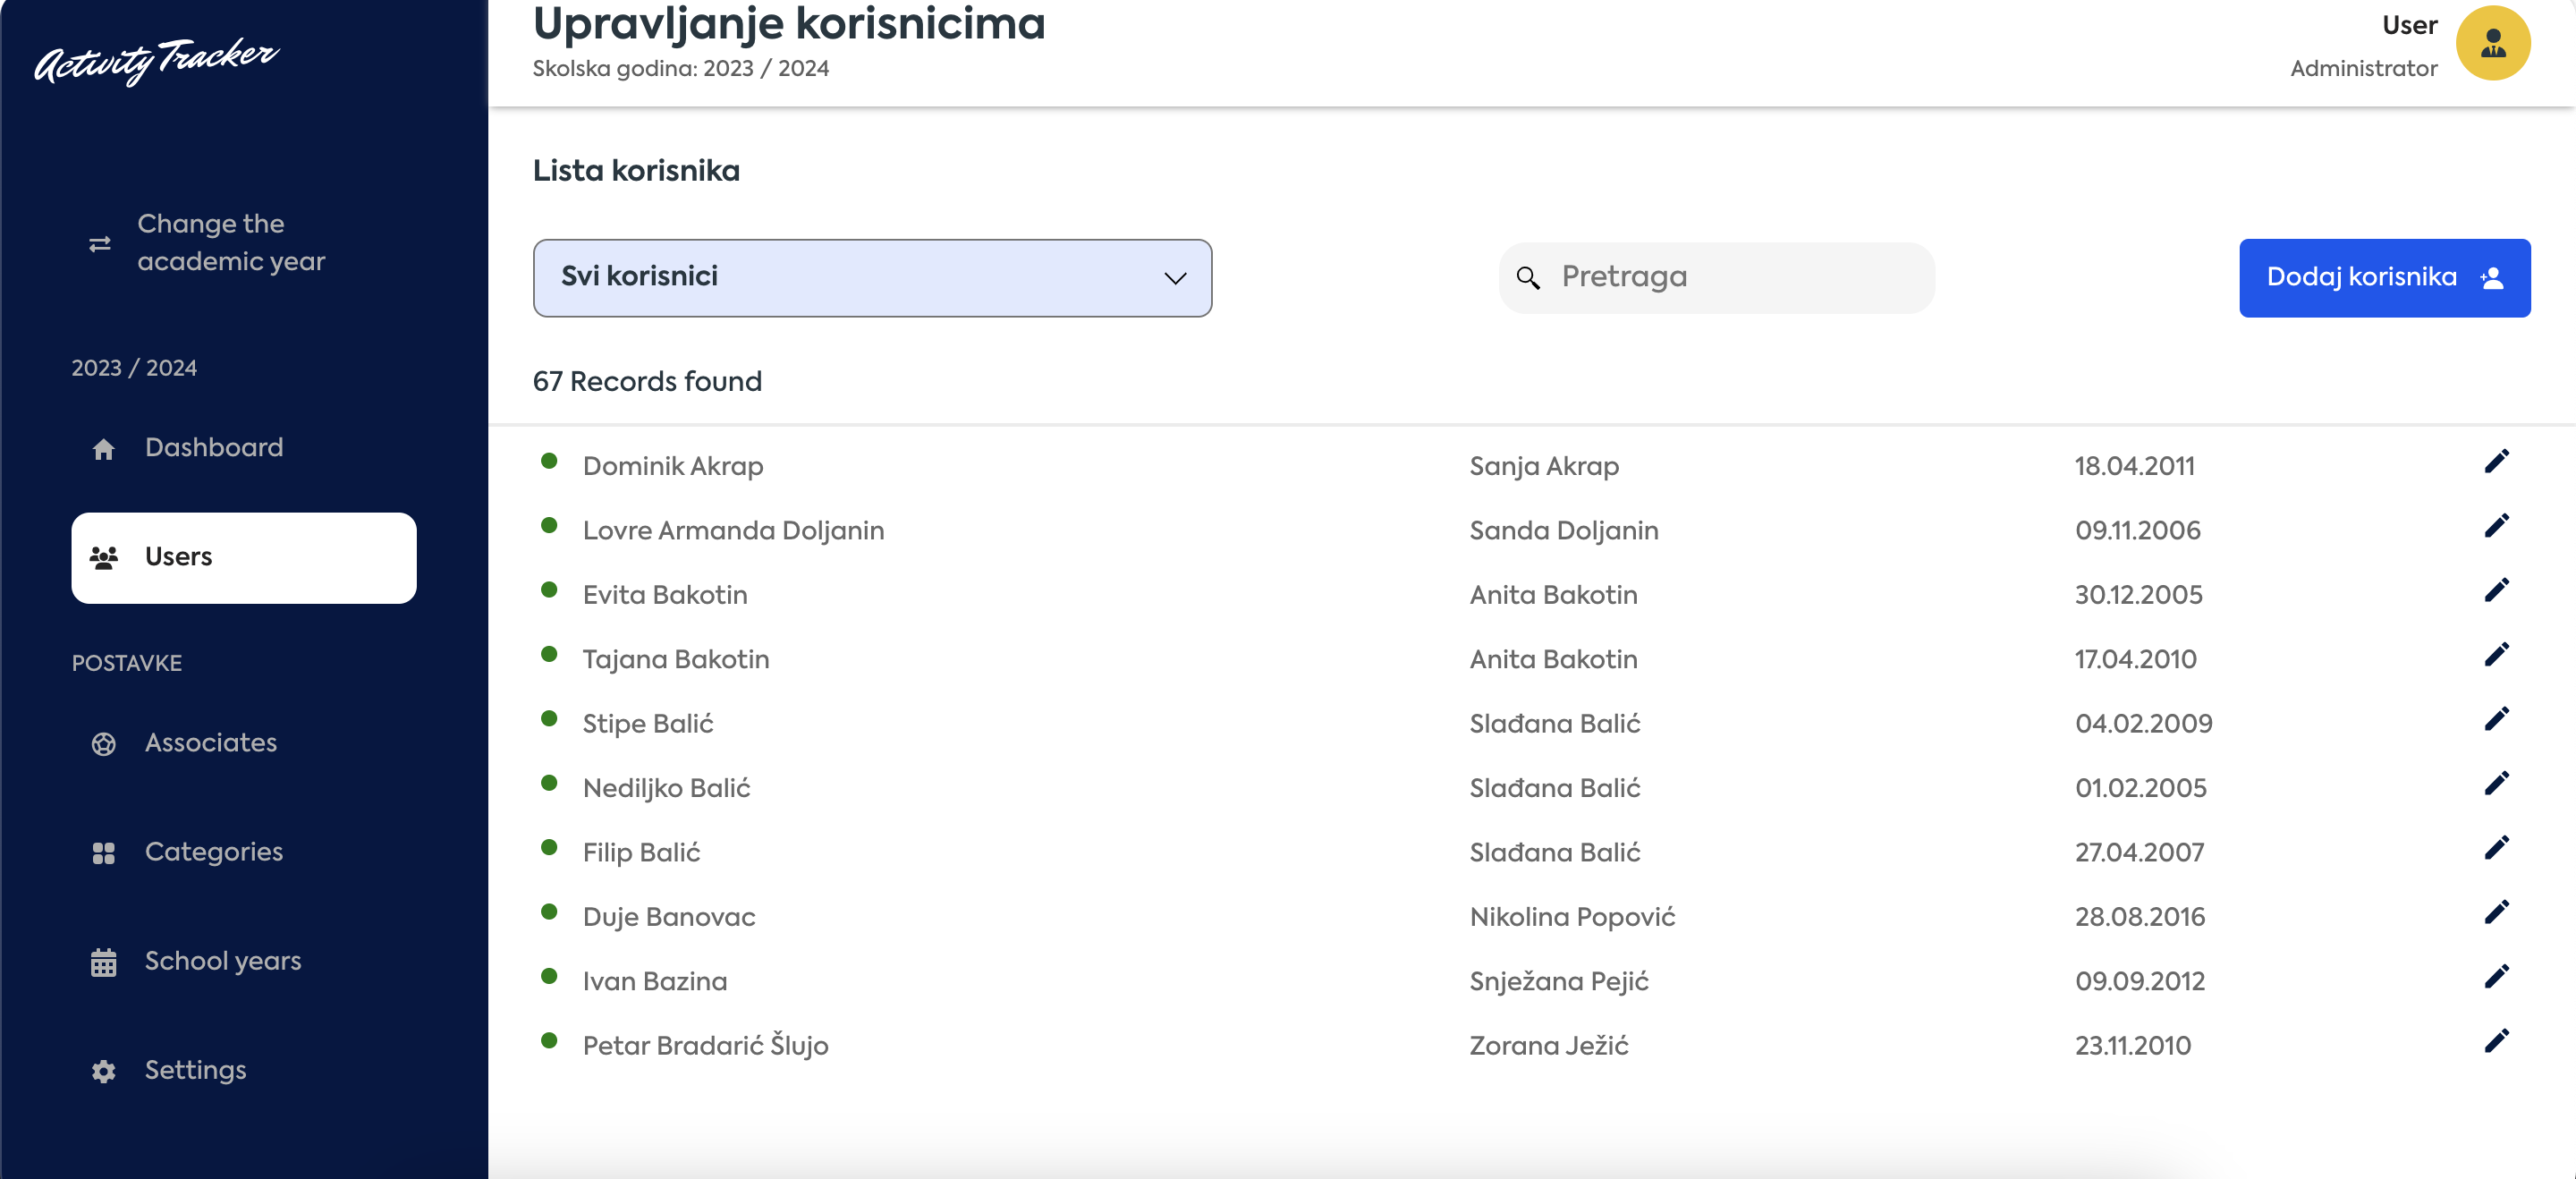 Activity Tracker
Change the
academic year
2023 / 2024
Dashboard
Users
POSTAVKE
Associates
Categories
School years
Settings
Upravljanje korisnicima
Skolska godina: 2023 / 2024
User
Administrator
Lista korisnika
Svi korisnici
Pretraga
Dodaj korisnika
67 Records found
Dominik Akrap Sanja Akrap 18.04.2011
Lovre Armanda Doljanin Sanda Doljanin 09.11.2006
Evita Bakotin Anita Bakotin 30.12.2005
Tajana Bakotin Anita Bakotin 17.04.2010
Stipe Balić Slađana Balić 04.02.2009
Nediljko Balić Slađana Balić 01.02.2005
Filip Balić Slađana Balić 27.04.2007
Duje Banovac Nikolina Popović 28.08.2016
Ivan Bazina Snježana Pejić 09.09.2012
Petar Bradarić Šlujo Zorana Ježić 23.11.2010